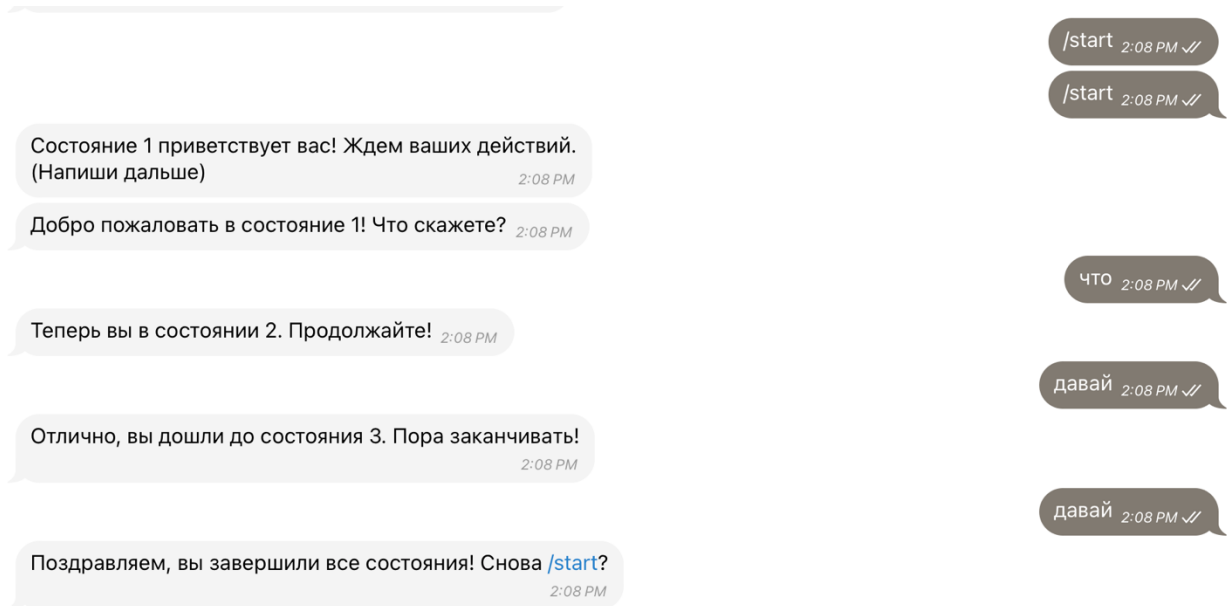 /start 2:08 PM
/start 2:08 PM
Состояние 1 приветствует вас! Ждем ваших действий.
(Напиши дальше) 2:08 PM
Добро пожаловать в состояние 1! Что скажете? 2:08 PM
что 2:08 PM
Теперь вы в состоянии 2. Продолжайте! 2:08 PM
давай 2:08 PM
Отлично, вы дошли до состояния 3. Пора заканчивать!
2:08 PM
давай 2:08 PM
Поздравляем, вы завершили все состояния! Снова /start?
2:08 PM